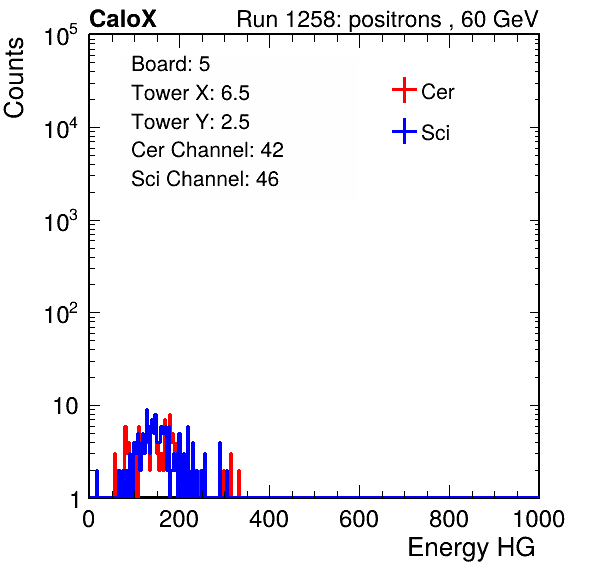 CaloX Run 1258: positrons , 60 GeV
Counts
10^5
10^4
10^3
10^2
10
1
Board: 5
Tower X: 6.5
Tower Y: 2.5
Cer Channel: 42
Sci Channel: 46
Cer
Sci
0 200 400 600 800 1000
Energy HG